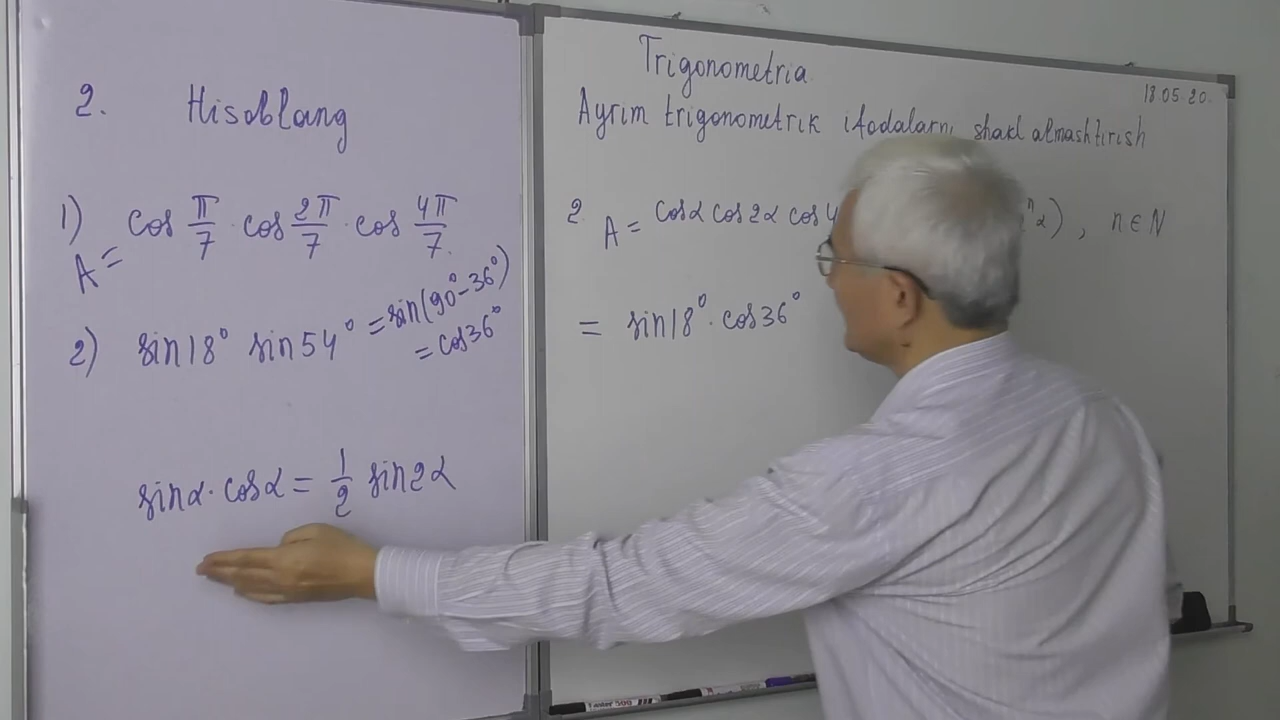 2. Hisoblang
1) A = cos π/7 · cos 2π/7 · cos 4π/7.
2) sin18° sin54° = sin(90° - 36°)
= cos36°
sinα · cosα = 1/2 sin2α
Trigonometria
18.05.20.
Ayrim trigonometrik ifodalarni shakl almashtirish
2. A = cosα cos2α cos4 α), n ∈ N
= sin18° · cos36°